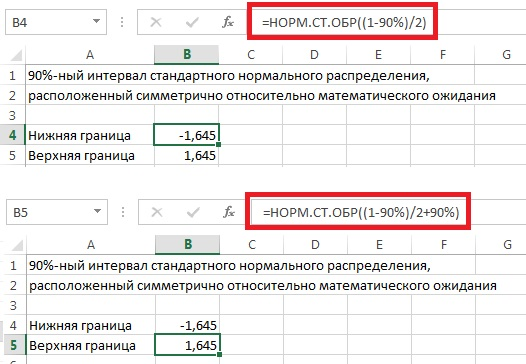 B4 fx =НОРМ.СТ.ОБР((1-90%)/2)
A B C D E F G
1 90%-ный интервал стандартного нормального распределения,
2 расположенный симметрично относительно математического ожидания
3
4 Нижняя граница -1,645
5 Верхняя граница 1,645
B5 fx =НОРМ.СТ.ОБР((1-90%)/2+90%)
A B C D E F G
1 90%-ный интервал стандартного нормального распределения,
2 расположенный симметрично относительно математического ожидания
3
4 Нижняя граница -1,645
5 Верхняя граница 1,645
6